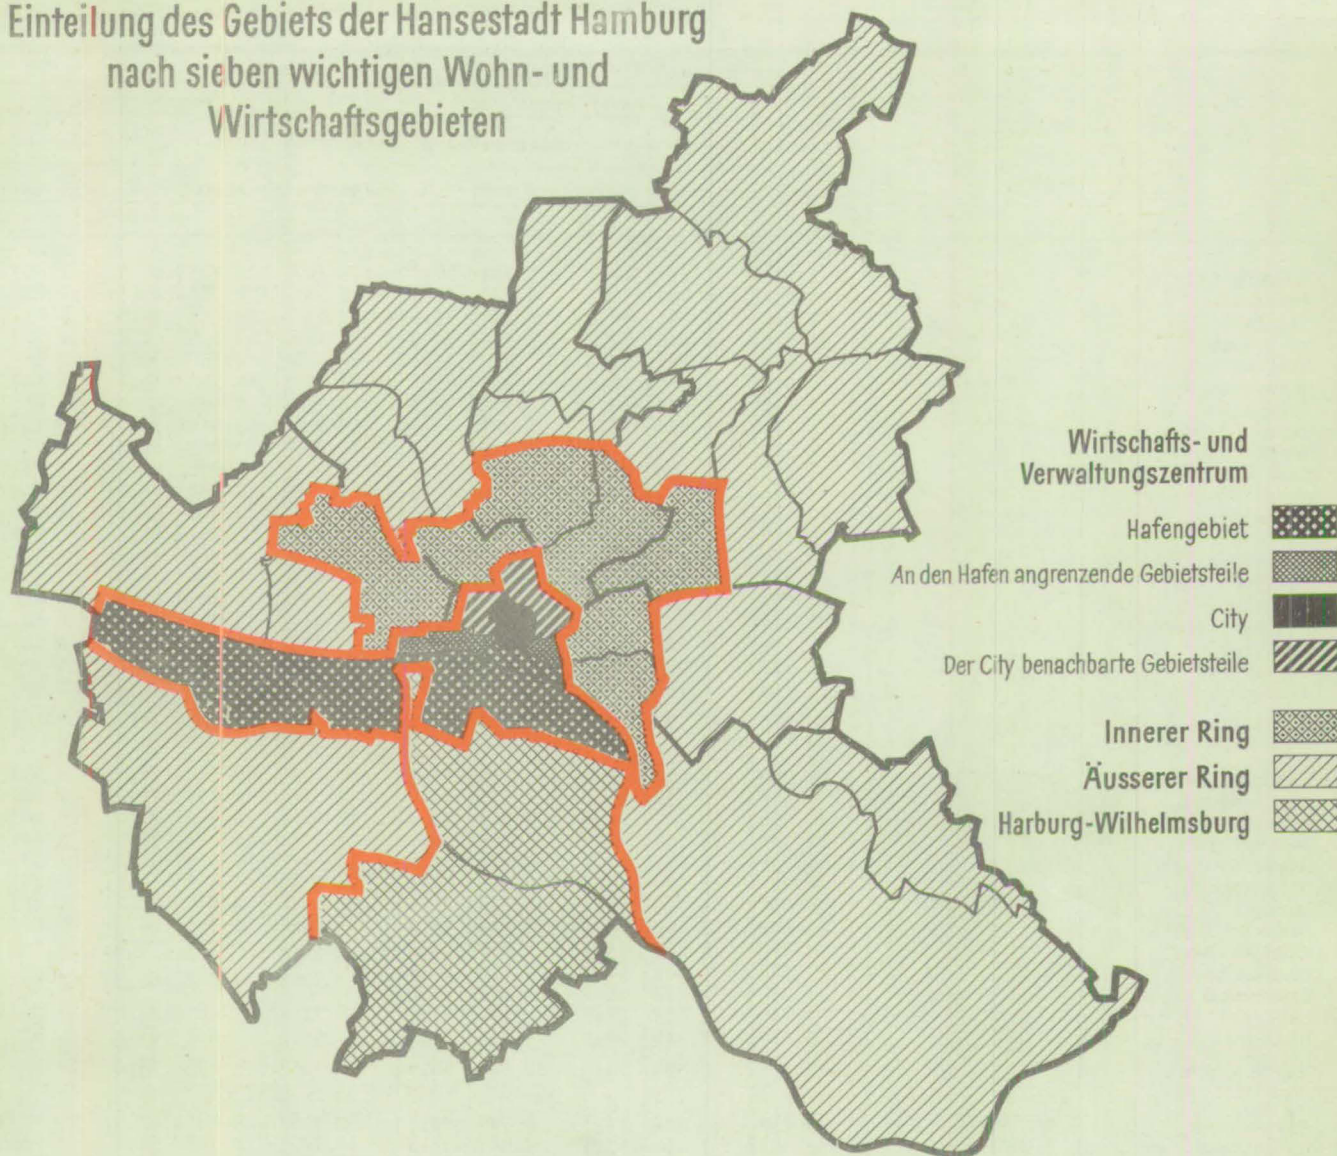 Einteilung des Gebiets der Hansestadt Hamburg
nach sieben wichtigen Wohn- und
Wirtschaftsgebieten
Wirtschafts- und
Verwaltungszentrum
Hafengebiet
An den Hafen angrenzende Gebietsteile
City
Der City benachbarte Gebietsteile
Innerer Ring
Äusserer Ring
Harburg-Wilhelmsburg